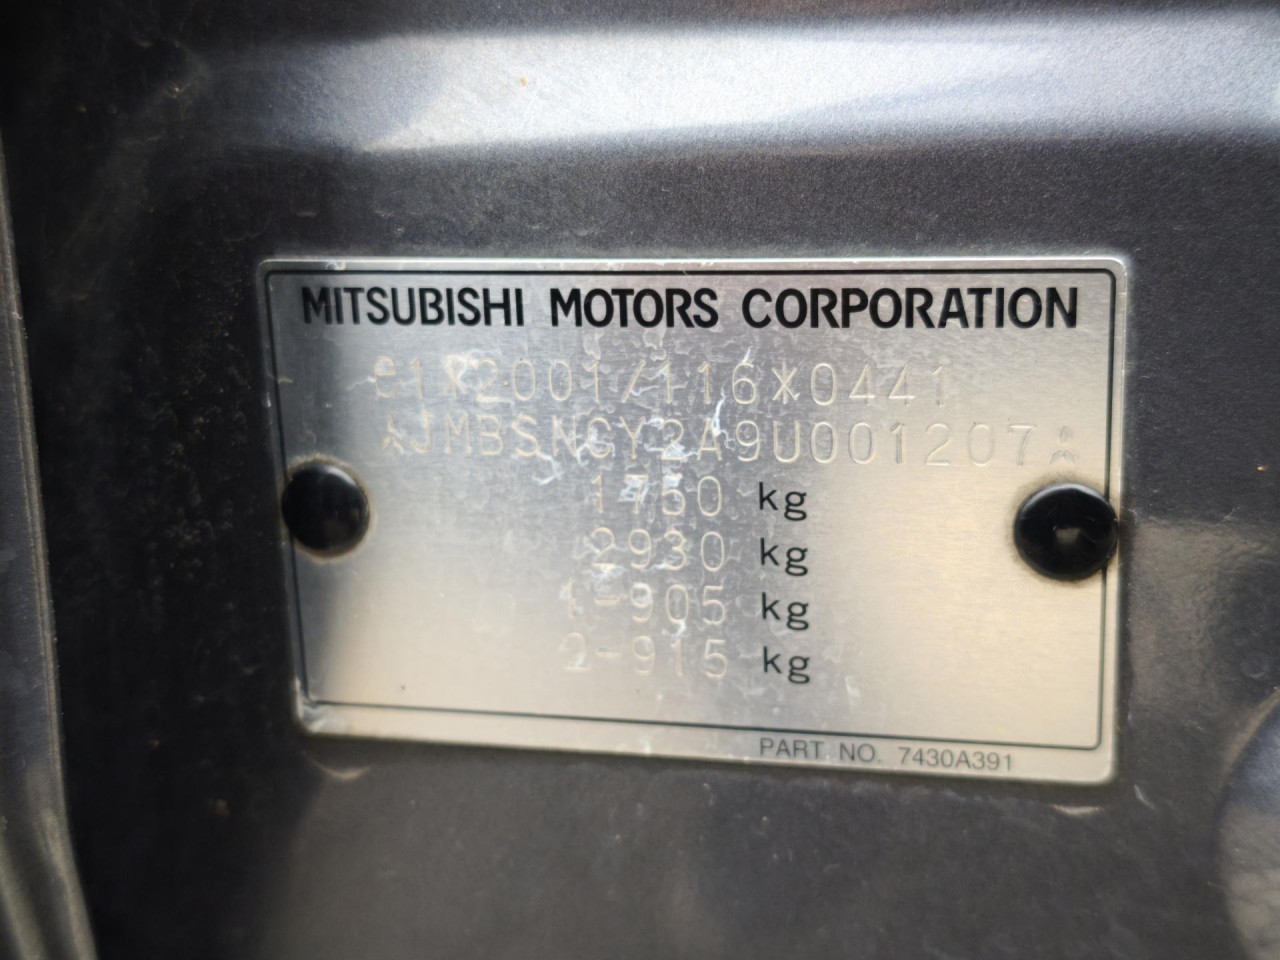 MITSUBISHI MOTORS CORPORATION
e1*2001/116*0441
*JMBSNCY2A9U001207*
1750 kg
2930 kg
1-905 kg
2-915 kg
PART NO. 7430A391